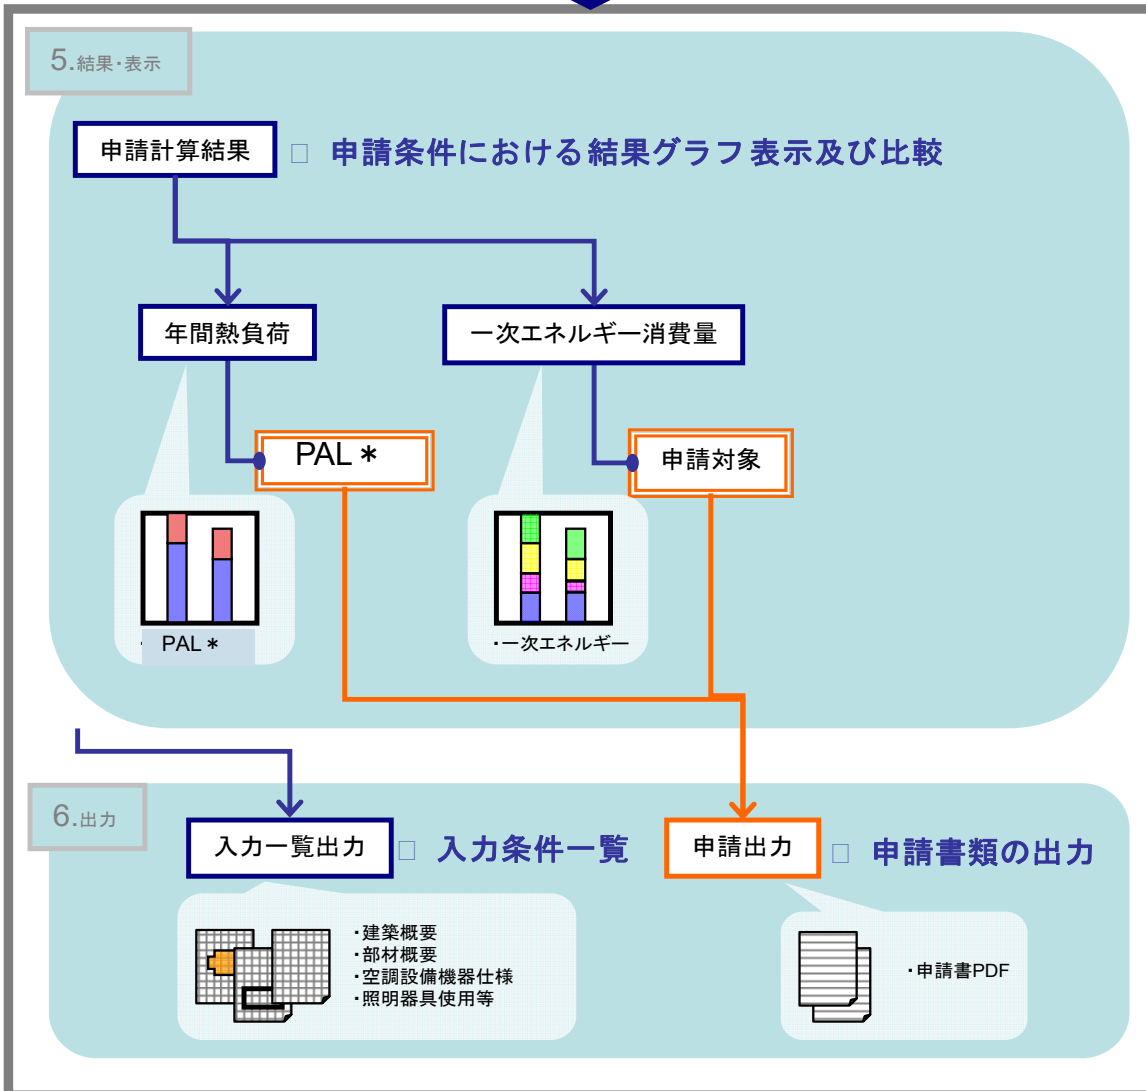 5.結果・表示
申請計算結果
□ 申請条件における結果グラフ表示及び比較
年間熱負荷
一次エネルギー消費量
PAL＊
申請対象
・ PAL＊
・一次エネルギー
6.出力
入力一覧出力
□ 入力条件一覧
申請出力
□ 申請書類の出力
・建築概要
・部材概要
・空調設備機器仕様
・照明器具使用等
・申請書PDF